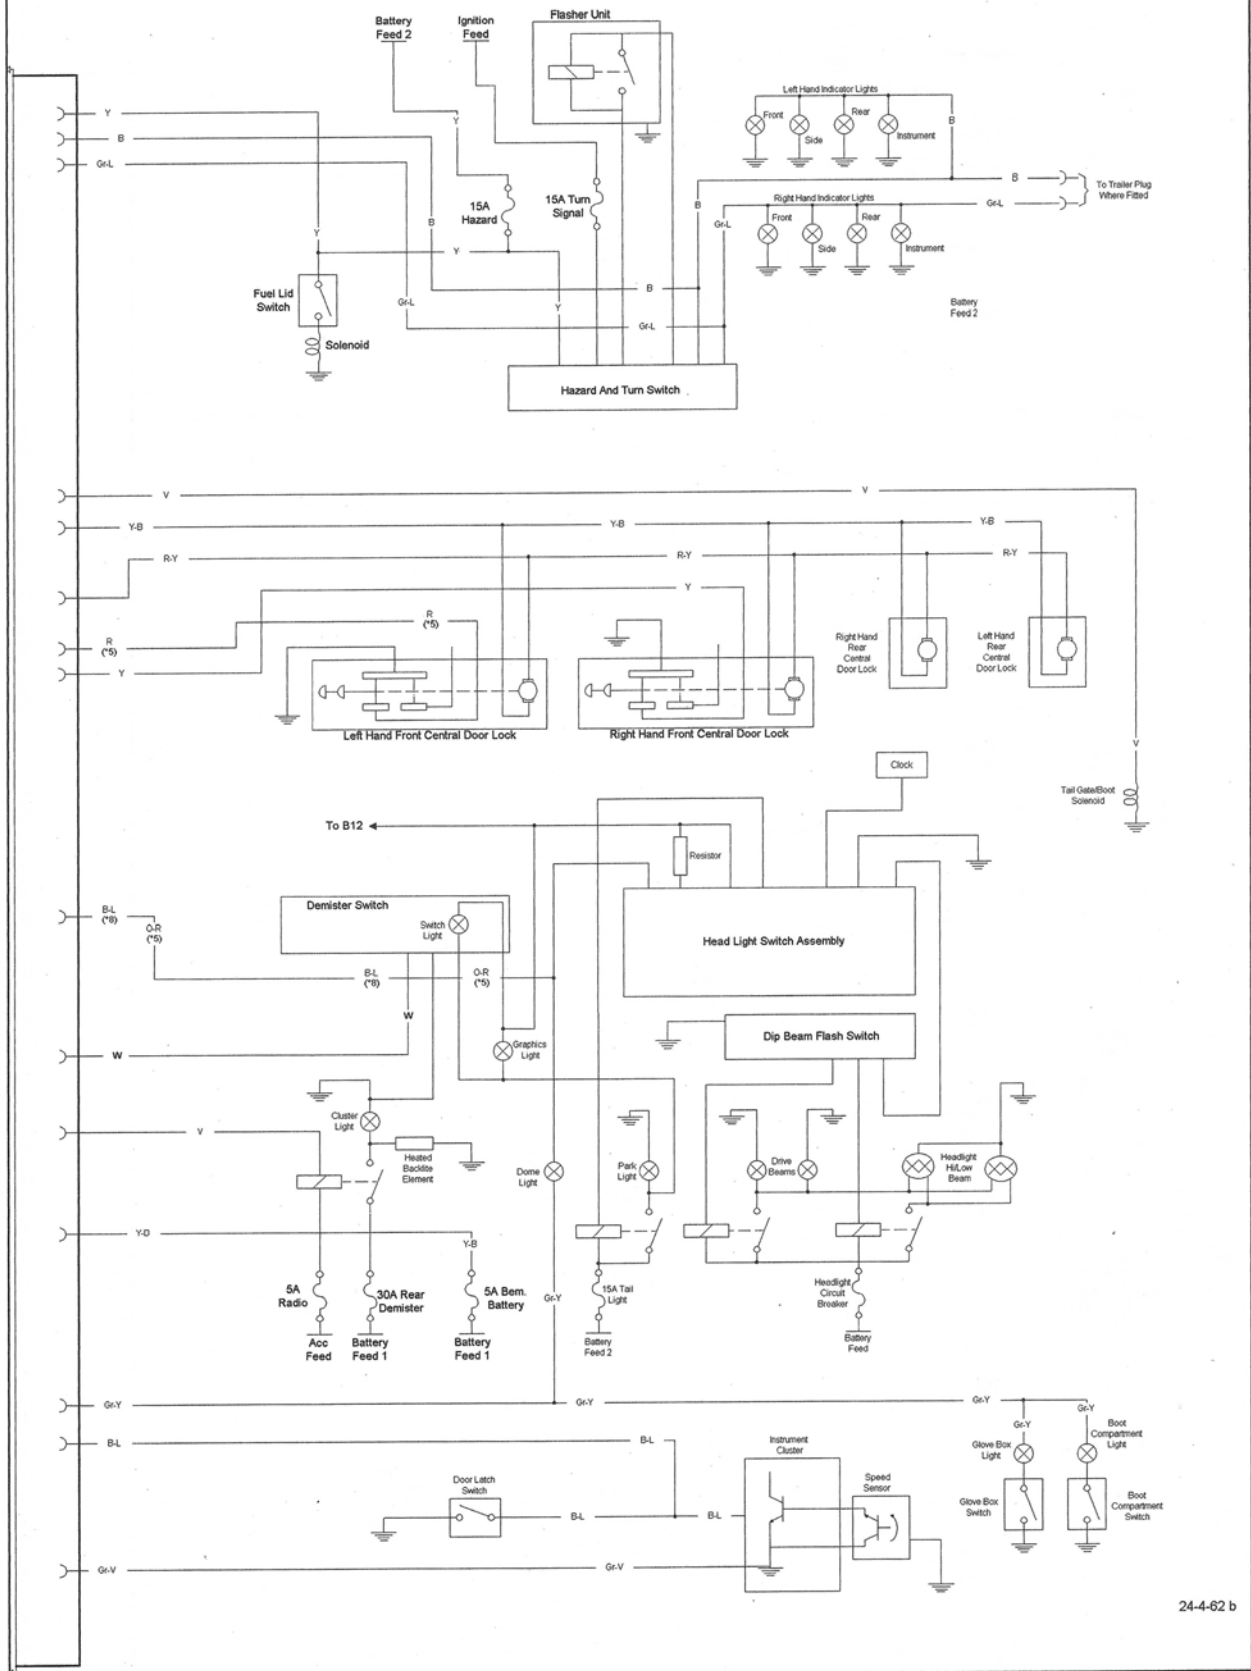 Battery
Feed 2
Ignition
Feed
Flasher Unit
Left Hand Indicator Lights
Front
Side
Rear
Instrument
Y
B
Gr-L
Y
B
15A
Hazard
15A Turn
Signal
B
To Trailer Plug
Where Fitted
Right Hand Indicator Lights
Gr-L
Front
Side
Rear
Instrument
B
Gr-L
Y
B
Y
Fuel Lid
Switch
Gr-L
Y
B
Battery
Feed 2
Gr-L
Solenoid
Hazard And Turn Switch
V
V
Y-B
Y-B
Y-B
R-Y
R-Y
R-Y
Y
R
(*5)
R
(*5)
Y
Right Hand
Rear
Central
Door Lock
Left Hand
Rear
Central
Door Lock
Left Hand Front Central Door Lock
Right Hand Front Central Door Lock
V
Clock
Tail Gate/Boot
Solenoid
To B12
Resistor
Demister Switch
Switch
Light
B-L
(*8)
O-R
(*5)
Head Light Switch Assembly
B-L
(*8)
O-R
(*5)
W
W
Graphics
Light
Dip Beam Flash Switch
Cluster
Light
V
Heated
Backlite
Element
Dome
Light
Park
Light
Drive
Beams
Headlight
Hi/Low
Beam
Y-B
5A
Radio
30A Rear
Demister
5A Bem.
Battery
Gr-Y
15A Tail
Light
Headlight
Circuit
Breaker
Acc
Feed
Battery
Feed 1
Battery
Feed 1
Battery
Feed 2
Battery
Feed
Gr-Y
Gr-Y
Gr-Y
Gr-Y
Gr-Y
B-L
B-L
Instrument
Cluster
Glove Box
Light
Boot
Compartment
Light
Door Latch
Switch
Speed
Sensor
B-L
B-L
Glove Box
Switch
Boot
Compartment
Switch
Gr-V
Gr-V
24-4-62 b